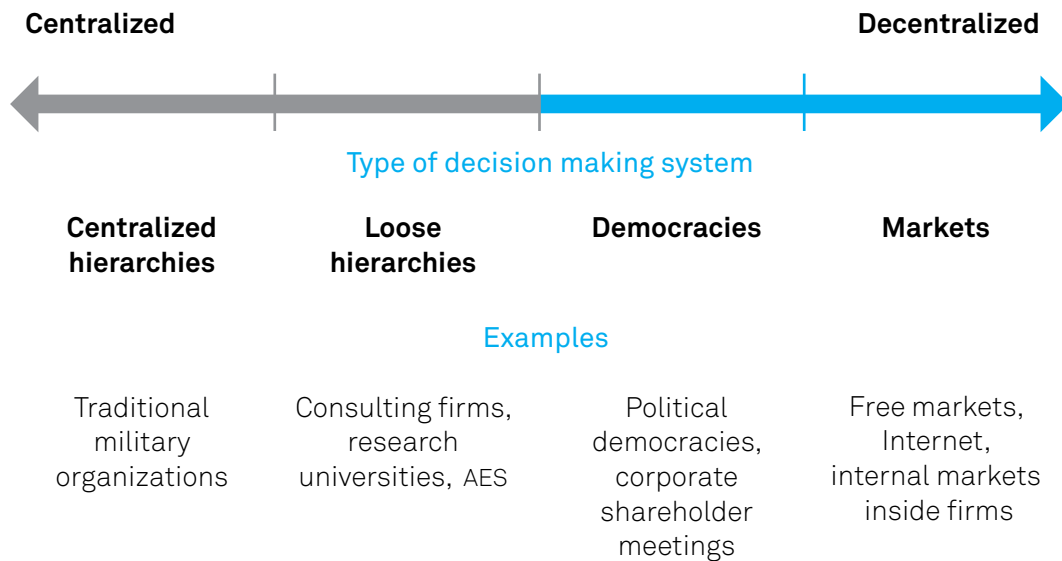 Centralized
Decentralized
Type of decision making system
Centralized
hierarchies
Loose
hierarchies
Democracies
Markets
Examples
Traditional
military
organizations
Consulting firms,
research
universities, AES
Political
democracies,
corporate
shareholder
meetings
Free markets,
Internet,
internal markets
inside firms